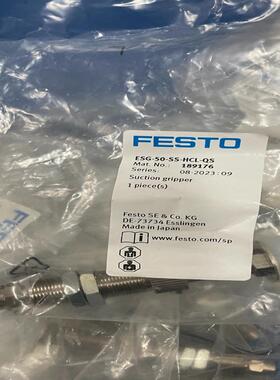 FESTO
ESG-50-SS-HCL-QS
Mat. No.: 189176
Series: 08-2023:09
Suction gripper
1 piece(s)
Festo SE & Co. KG
DE-73734 Esslingen
Made in Japan
www.festo.com/sp